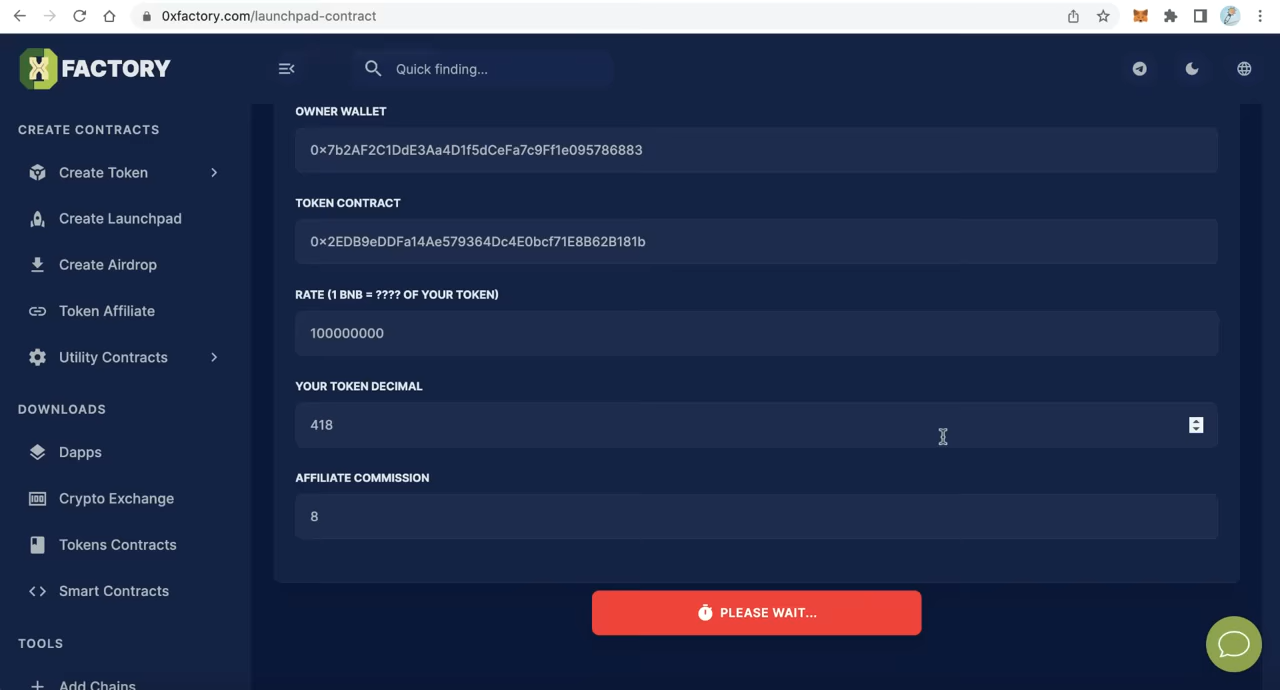 0xfactory.com/launchpad-contract
X FACTORY
Quick finding...
CREATE CONTRACTS
Create Token
Create Launchpad
Create Airdrop
Token Affiliate
Utility Contracts
DOWNLOADS
Dapps
Crypto Exchange
Tokens Contracts
Smart Contracts
TOOLS
Add Chains
OWNER WALLET
0x7b2AF2C1DdE3Aa4D1f5dCeFa7c9Ff1e095786883
TOKEN CONTRACT
0x2EDB9eDDFa14Ae579364Dc4E0bcf71E8B62B181b
RATE (1 BNB = ???? OF YOUR TOKEN)
100000000
YOUR TOKEN DECIMAL
418
AFFILIATE COMMISSION
8
PLEASE WAIT...